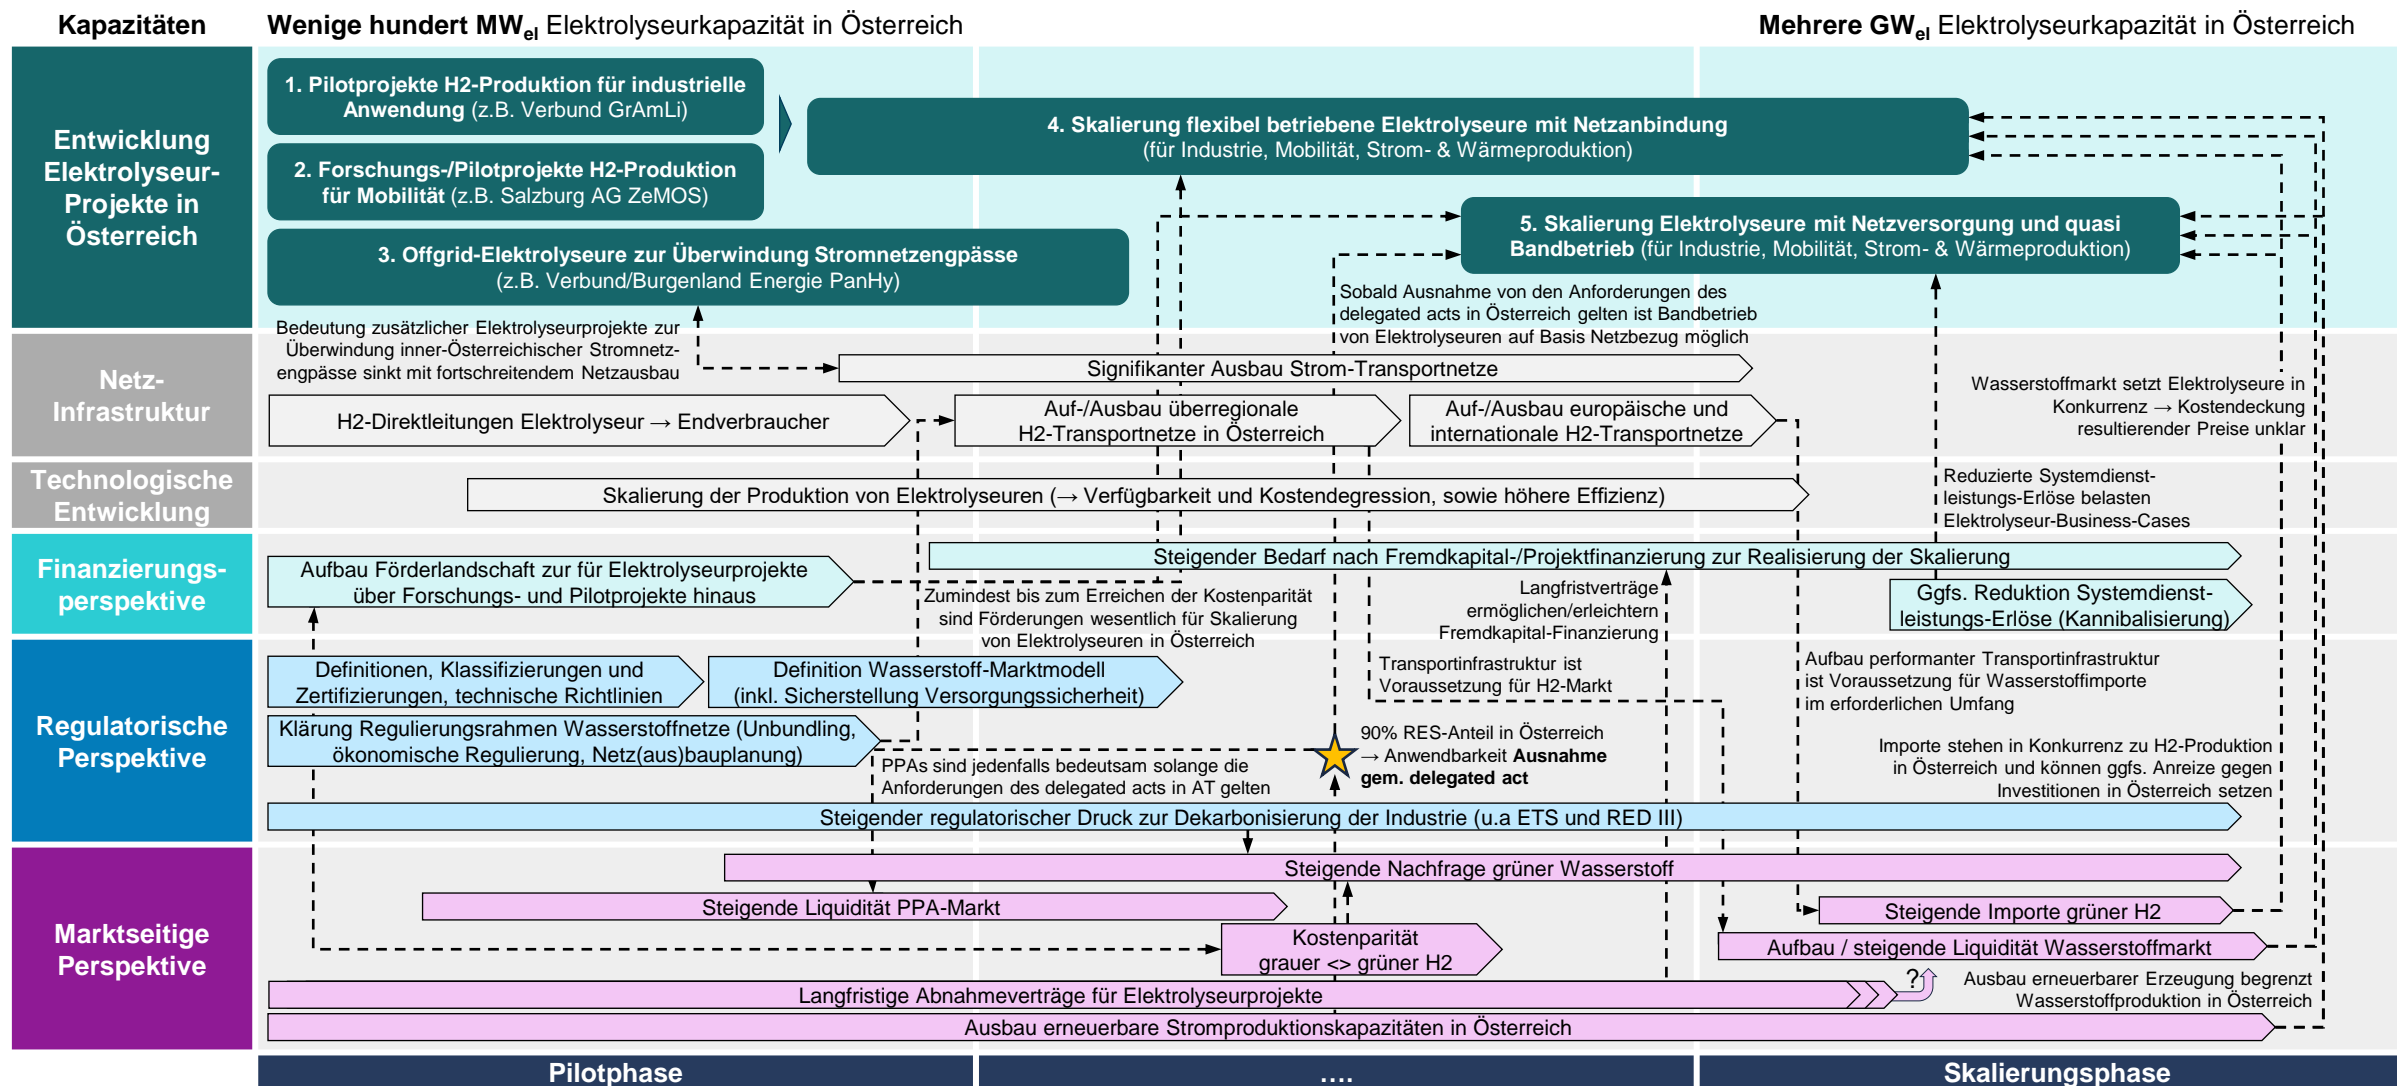 Kapazitäten
Wenige hundert MWel Elektrolyseurkapazität in Österreich
Mehrere GWel Elektrolyseurkapazität in Österreich
Entwicklung
Elektrolyseur-
Projekte in
Österreich
1. Pilotprojekte H2-Produktion für industrielle
Anwendung (z.B. Verbund GrAmLi)
2. Forschungs-/Pilotprojekte H2-Produktion
für Mobilität (z.B. Salzburg AG ZeMOS)
3. Offgrid-Elektrolyseure zur Überwindung Stromnetzengpässe
(z.B. Verbund/Burgenland Energie PanHy)
4. Skalierung flexibel betriebene Elektrolyseure mit Netzanbindung
(für Industrie, Mobilität, Strom- & Wärmeproduktion)
5. Skalierung Elektrolyseure mit Netzversorgung und quasi
Bandbetrieb (für Industrie, Mobilität, Strom- & Wärmeproduktion)
Bedeutung zusätzlicher Elektrolyseurprojekte zur
Überwindung inner-Österreichischer Stromnetz-
engpässe sinkt mit fortschreitendem Netzausbau
Sobald Ausnahme von den Anforderungen des
delegated acts in Österreich gelten ist Bandbetrieb
von Elektrolyseuren auf Basis Netzbezug möglich
Netz-
Infrastruktur
Signifikanter Ausbau Strom-Transportnetze
H2-Direktleitungen Elektrolyseur → Endverbraucher
Auf-/Ausbau überregionale
H2-Transportnetze in Österreich
Auf-/Ausbau europäische und
internationale H2-Transportnetze
Wasserstoffmarkt setzt Elektrolyseure in
Konkurrenz → Kostendeckung
resultierender Preise unklar
Technologische
Entwicklung
Skalierung der Produktion von Elektrolyseuren (→ Verfügbarkeit und Kostendegression, sowie höhere Effizienz)
Reduzierte Systemdienst-
leistungs-Erlöse belasten
Elektrolyseur-Business-Cases
Finanzierungs-
perspektive
Steigender Bedarf nach Fremdkapital-/Projektfinanzierung zur Realisierung der Skalierung
Aufbau Förderlandschaft zur für Elektrolyseurprojekte
über Forschungs- und Pilotprojekte hinaus
Zumindest bis zum Erreichen der Kostenparität
sind Förderungen wesentlich für Skalierung
von Elektrolyseuren in Österreich
Langfristverträge
ermöglichen/erleichtern
Fremdkapital-Finanzierung
Ggfs. Reduktion Systemdienst-
leistungs-Erlöse (Kannibalisierung)
Regulatorische
Perspektive
Definitionen, Klassifizierungen und
Zertifizierungen, technische Richtlinien
Definition Wasserstoff-Marktmodell
(inkl. Sicherstellung Versorgungssicherheit)
Transportinfrastruktur ist
Voraussetzung für H2-Markt
Aufbau performanter Transportinfrastruktur
ist Voraussetzung für Wasserstoffimporte
im erforderlichen Umfang
Klärung Regulierungsrahmen Wasserstoffnetze (Unbundling,
ökonomische Regulierung, Netz(aus)bauplanung)
PPAs sind jedenfalls bedeutsam solange die
Anforderungen des delegated acts in AT gelten
90% RES-Anteil in Österreich
→ Anwendbarkeit Ausnahme
gem. delegated act
Importe stehen in Konkurrenz zu H2-Produktion
in Österreich und können ggfs. Anreize gegen
Investitionen in Österreich setzen
Steigender regulatorischer Druck zur Dekarbonisierung der Industrie (u.a ETS und RED III)
Marktseitige
Perspektive
Steigende Nachfrage grüner Wasserstoff
Steigende Liquidität PPA-Markt
Steigende Importe grüner H2
Kostenparität
grauer <> grüner H2
Aufbau / steigende Liquidität Wasserstoffmarkt
?
Ausbau erneuerbarer Erzeugung begrenzt
Wasserstoffproduktion in Österreich
Langfristige Abnahmeverträge für Elektrolyseurprojekte
Ausbau erneuerbare Stromproduktionskapazitäten in Österreich
Pilotphase
….
Skalierungsphase